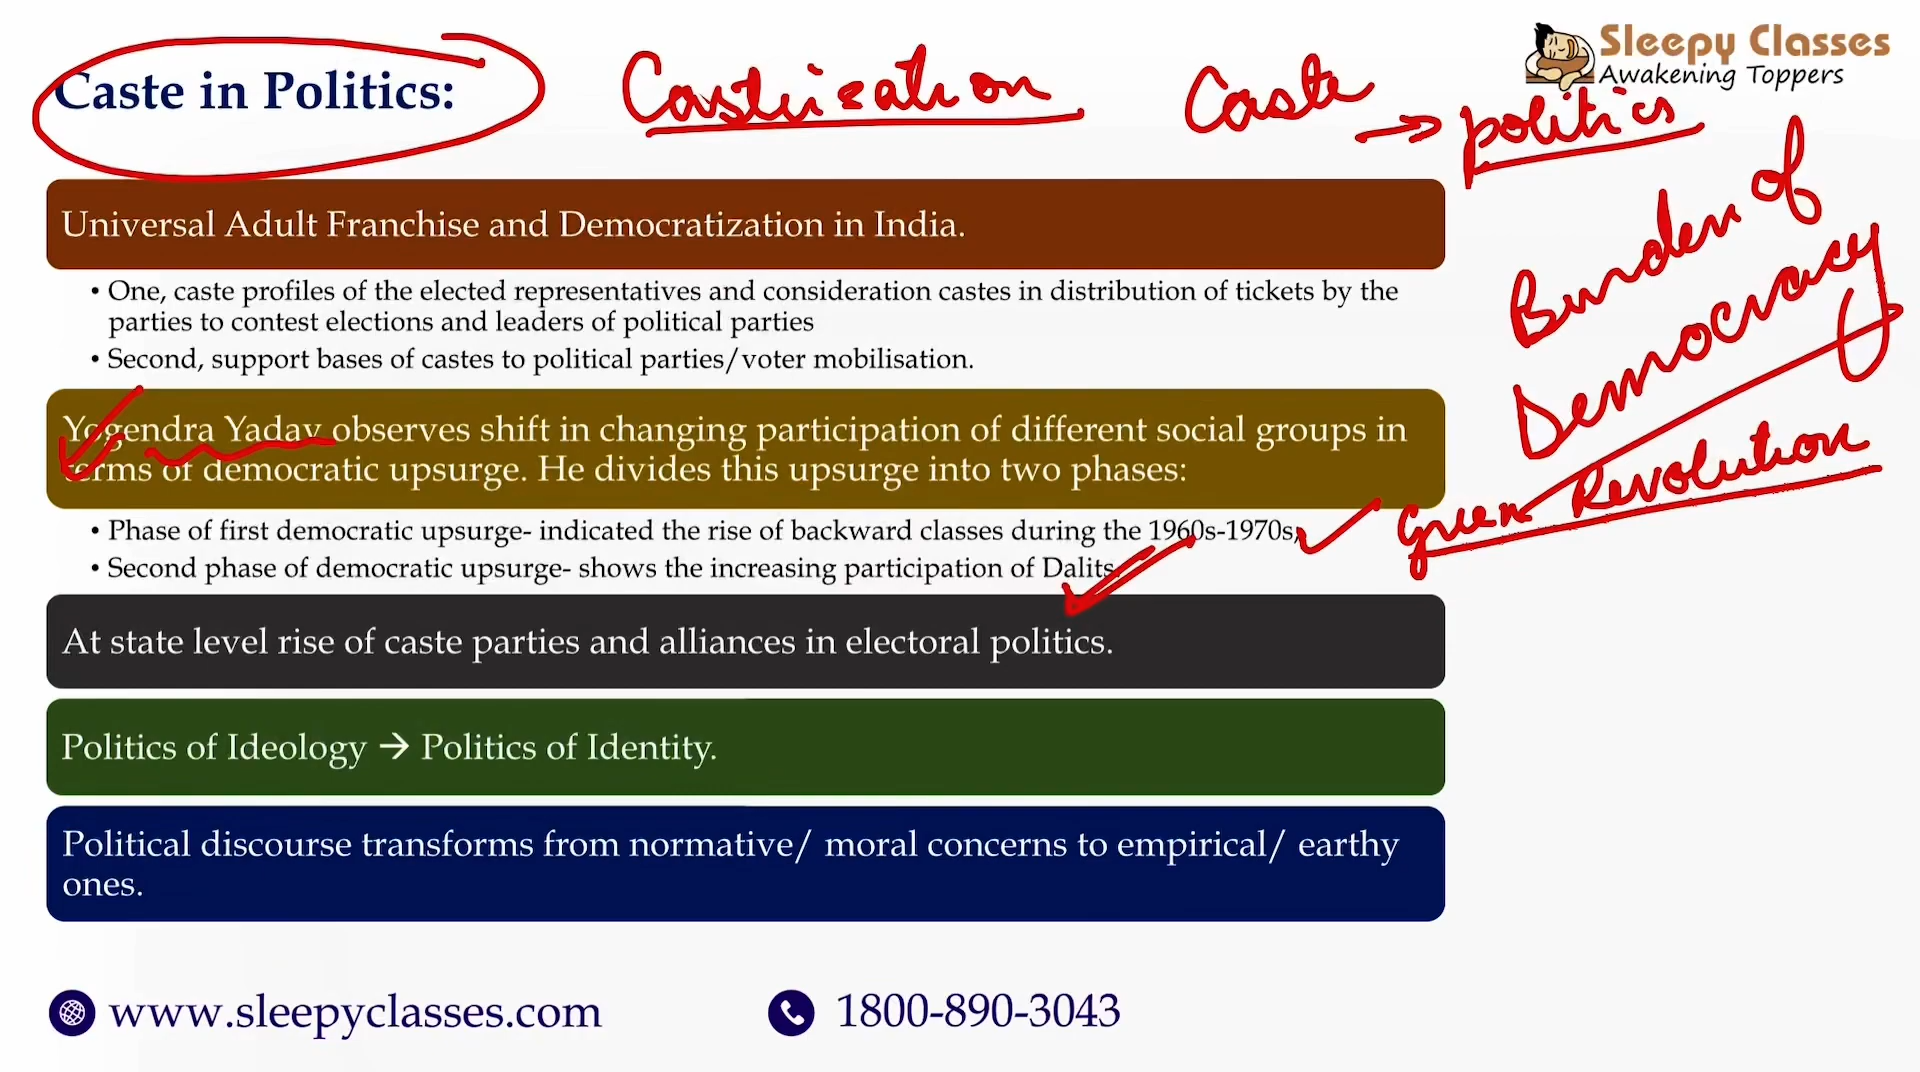 Sleepy Classes
Awakening Toppers
Caste in Politics:
Casteization
Caste → politics
Burden of
Democracy
Green Revolution
Universal Adult Franchise and Democratization in India.
• One, caste profiles of the elected representatives and consideration castes in distribution of tickets by the
parties to contest elections and leaders of political parties
• Second, support bases of castes to political parties/voter mobilisation.
Yogendra Yadav observes shift in changing participation of different social groups in
terms of democratic upsurge. He divides this upsurge into two phases:
• Phase of first democratic upsurge- indicated the rise of backward classes during the 1960s-1970s;
• Second phase of democratic upsurge- shows the increasing participation of Dalits.
At state level rise of caste parties and alliances in electoral politics.
Politics of Ideology → Politics of Identity.
Political discourse transforms from normative/ moral concerns to empirical/ earthy
ones.
www.sleepyclasses.com
1800-890-3043